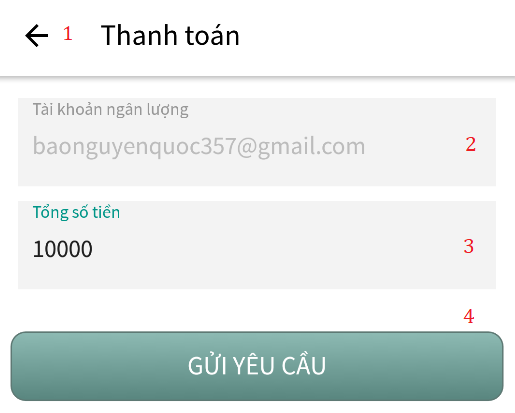 1 Thanh toán
Tài khoản ngân lượng
baonguyenquoc357@gmail.com 2
Tổng số tiền
10000 3
4
GỬI YÊU CẦU